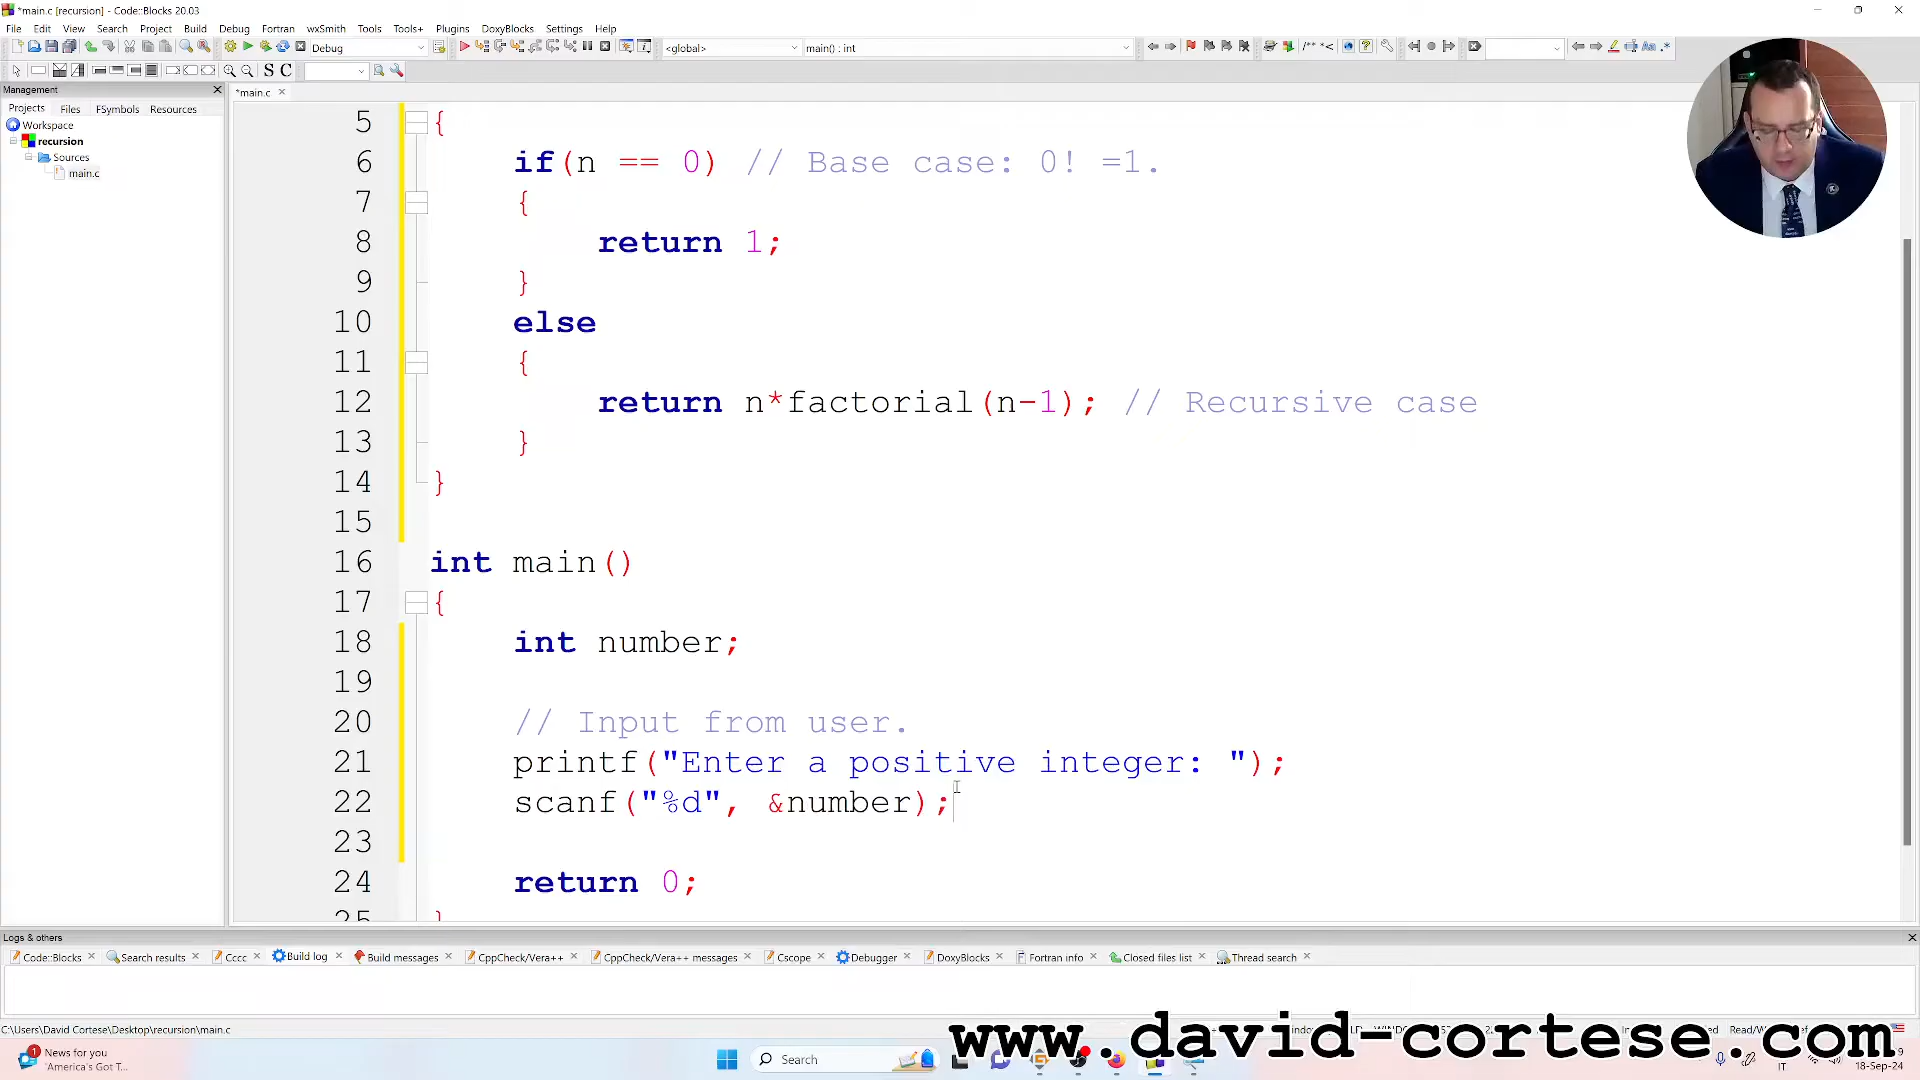 *main.c [recursion] - Code::Blocks 20.03
File Edit View Search Project Build Debug Fortran wxSmith Tools Tools+ Plugins DoxyBlocks Settings Help
Debug <global> main() : int
S C
Management
Projects Files FSymbols Resources
Workspace
recursion
Sources
main.c
*main.c
5 {
6 if(n == 0) // Base case: 0! =1.
7 {
8 return 1;
9 }
10 else
11 {
12 return n*factorial(n-1); // Recursive case
13 }
14 }
15
16 int main()
17 {
18 int number;
19
20 // Input from user.
21 printf("Enter a positive integer: ");
22 scanf("%d", &number);
23
24 return 0;
25 }
Logs & others
Code::Blocks Search results Cccc Build log Build messages CppCheck/Vera++ CppCheck/Vera++ messages Cscope Debugger DoxyBlocks Fortran info Closed files list Thread search
C:\Users\David Cortese\Desktop\recursion\main.c
www.david-cortese.com
News for you
'America's Got T...
Search
IT
18-Sep-24